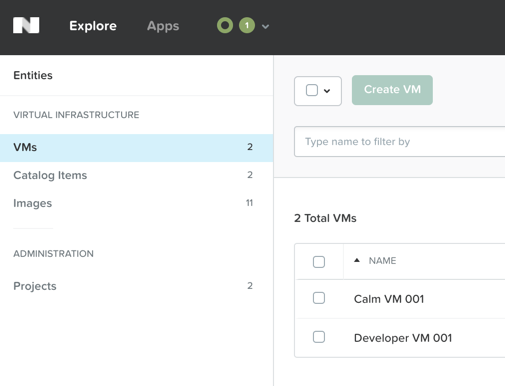 Explore Apps 1
Entities
VIRTUAL INFRASTRUCTURE
VMs 2
Catalog Items 2
Images 11
ADMINISTRATION
Projects 2
Create VM
Type name to filter by
2 Total VMs
NAME
Calm VM 001
Developer VM 001